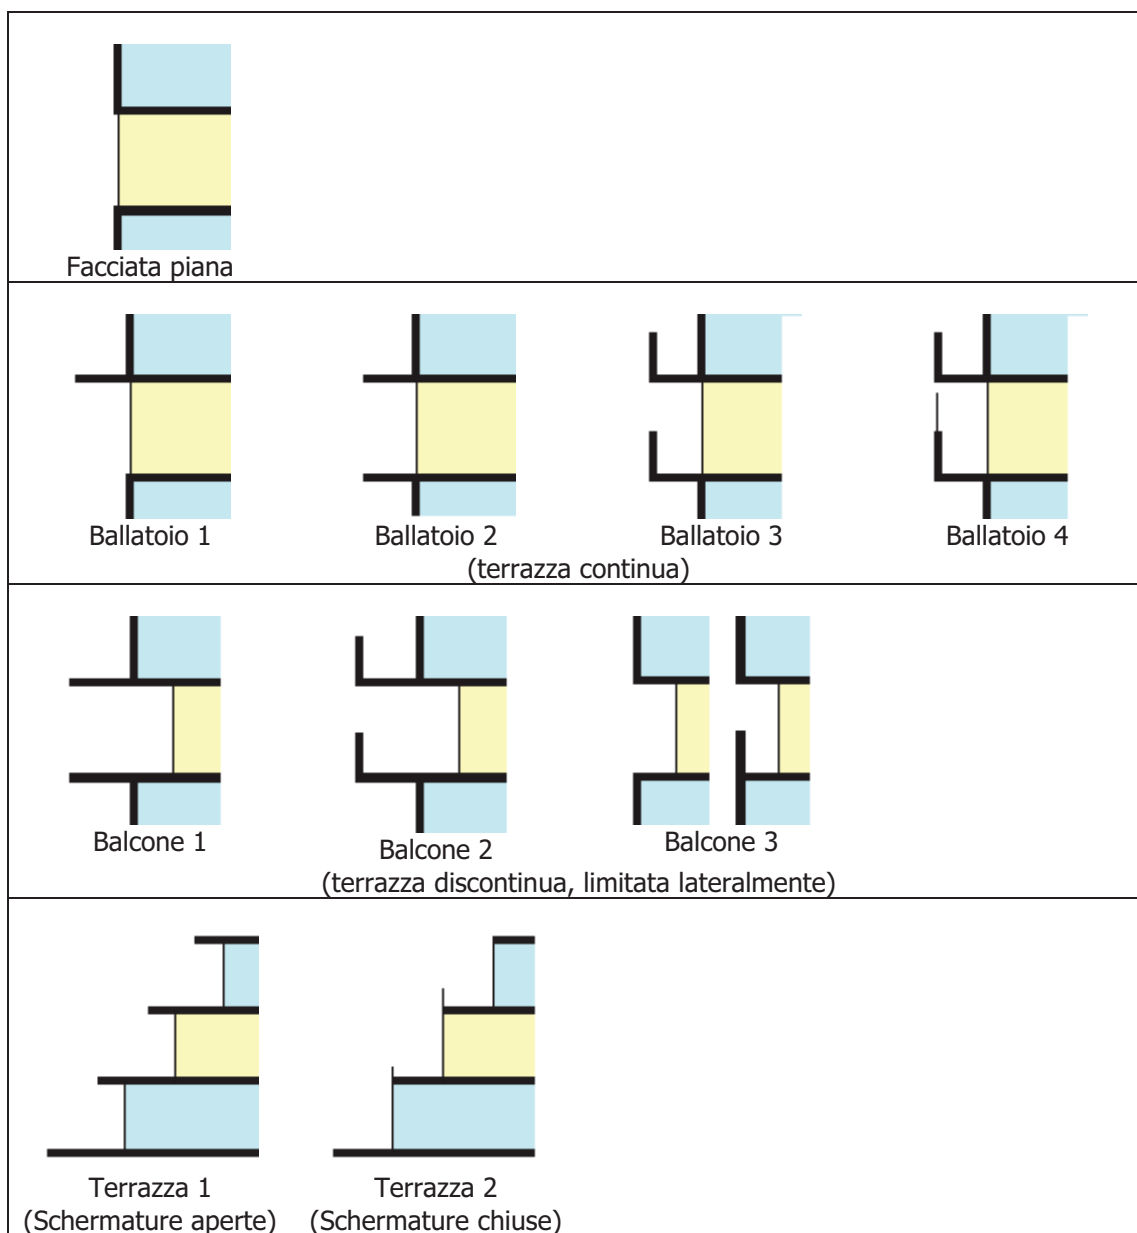 Facciata piana
Ballatoio 1 Ballatoio 2 Ballatoio 3 Ballatoio 4
(terrazza continua)
Balcone 1 Balcone 2 Balcone 3
(terrazza discontinua, limitata lateralmente)
Terrazza 1 Terrazza 2
(Schermature aperte) (Schermature chiuse)